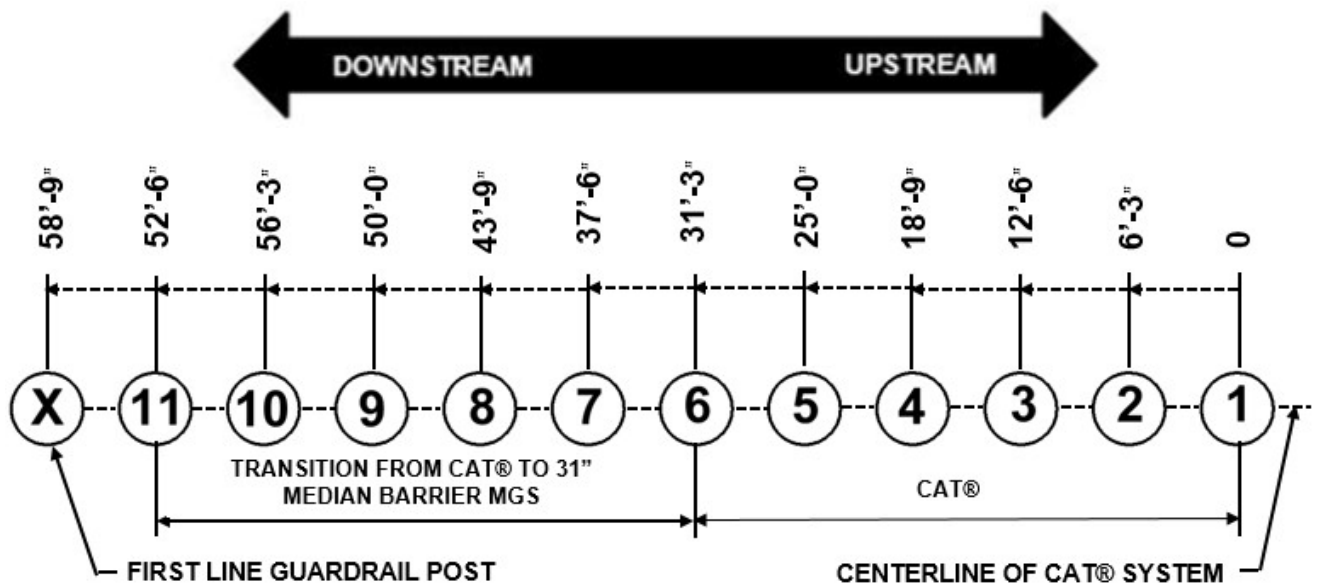 DOWNSTREAM UPSTREAM
58'-9" 52'-6" 56'-3" 50'-0" 43'-9" 37'-6" 31'-3" 25'-0" 18'-9" 12'-6" 6'-3" 0
X 11 10 9 8 7 6 5 4 3 2 1
TRANSITION FROM CAT® TO 31”
MEDIAN BARRIER MGS
CAT®
FIRST LINE GUARDRAIL POST
CENTERLINE OF CAT® SYSTEM